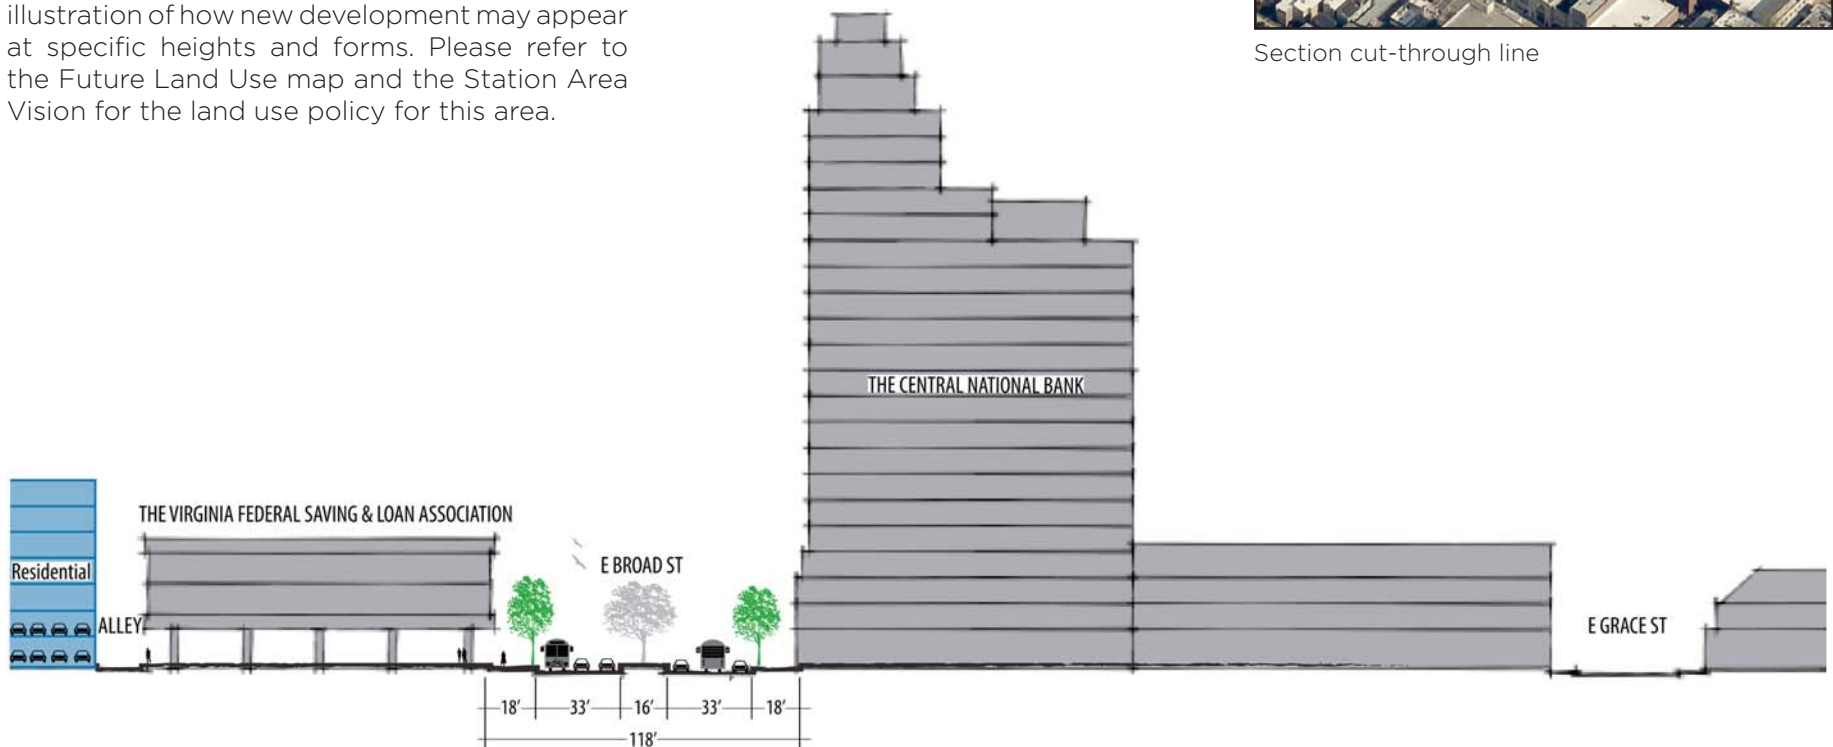 illustration of how new development may appear
at specific heights and forms. Please refer to
the Future Land Use map and the Station Area
Vision for the land use policy for this area.
Section cut-through line
THE CENTRAL NATIONAL BANK
THE VIRGINIA FEDERAL SAVING & LOAN ASSOCIATION
E BROAD ST
Residential
ALLEY
E GRACE ST
18' 33' 16' 33' 18'
118'